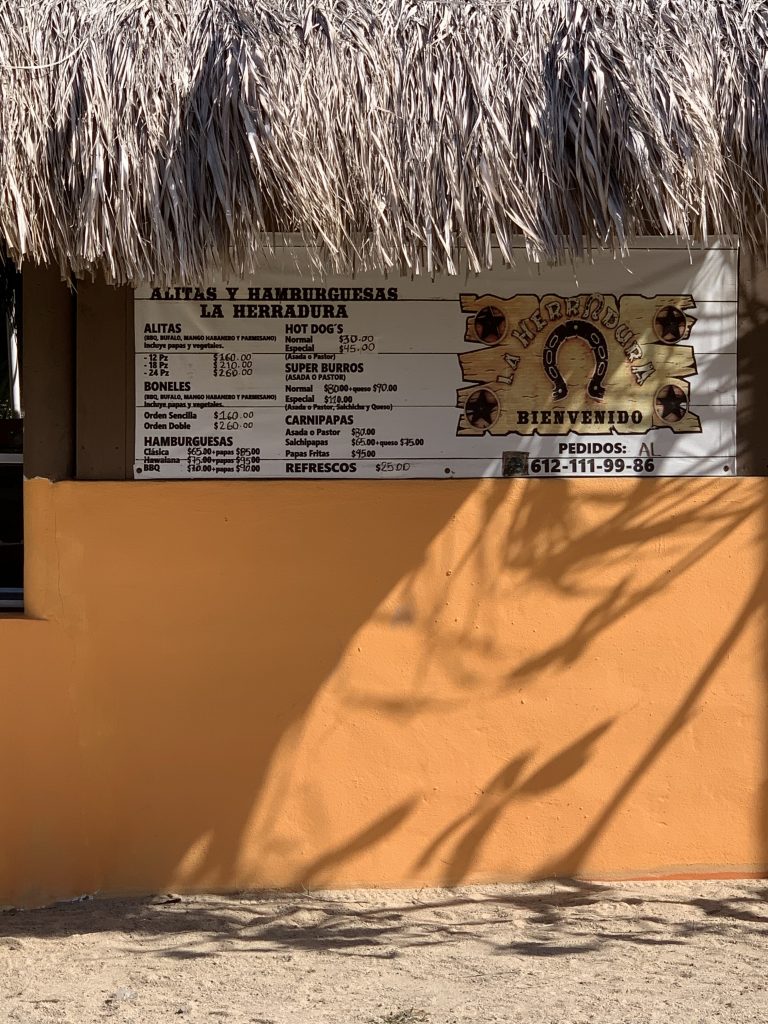 ALITAS Y HAMBURGUESAS
LA HERRADURA
ALITAS
(BBQ, BUFALO, MANGO HABANERO Y PARMESANO)
Incluye papas y vegetales.
- 12 Pz $160.00
- 18 Pz $210.00
- 24 Pz $260.00
BONELES
(BBQ, BUFALO, MANGO HABANERO Y PARMESANO)
Incluye papas y vegetales.
Orden Sencilla $160.00
Orden Doble $260.00
HAMBURGUESAS
Clásica $65.00+papas $85.00
Hawaiana $75.00+papas $95.00
BBQ $70.00+papas $90.00
HOT DOG´S
Normal $30.00
Especial $45.00
(Asada o Pastor)
SUPER BURROS
(ASADA O PASTOR)
Normal $80.00+queso $90.00
Especial $110.00
(Asada o Pastor, Salchicha y Queso)
CARNIPAPAS
Asada o Pastor $80.00
Salchipapas $65.00+queso $75.00
Papas Fritas $45.00
REFRESCOS $25.00
LA HERRADURA
BIENVENIDO
PEDIDOS: AL
612-111-99-86